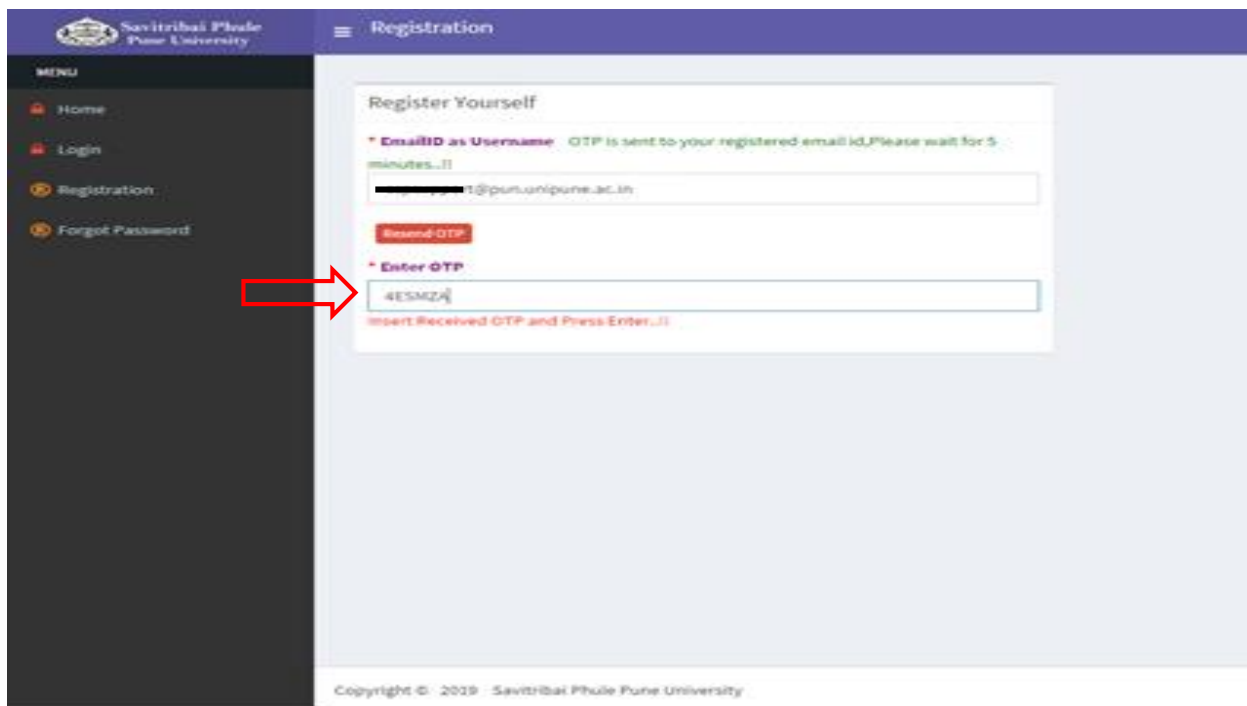 Savitribai Phule
Pune University
Registration
MENU
Home
Login
Registration
Forgot Password
Register Yourself
* EmailID as Username OTP is sent to your registered email id,Please wait for 5
minutes..!!
t@pun.unipune.ac.in
Resend OTP
* Enter OTP
4ESMZA
Insert Received OTP and Press Enter..!!
Copyright © 2019 Savitribai Phule Pune University